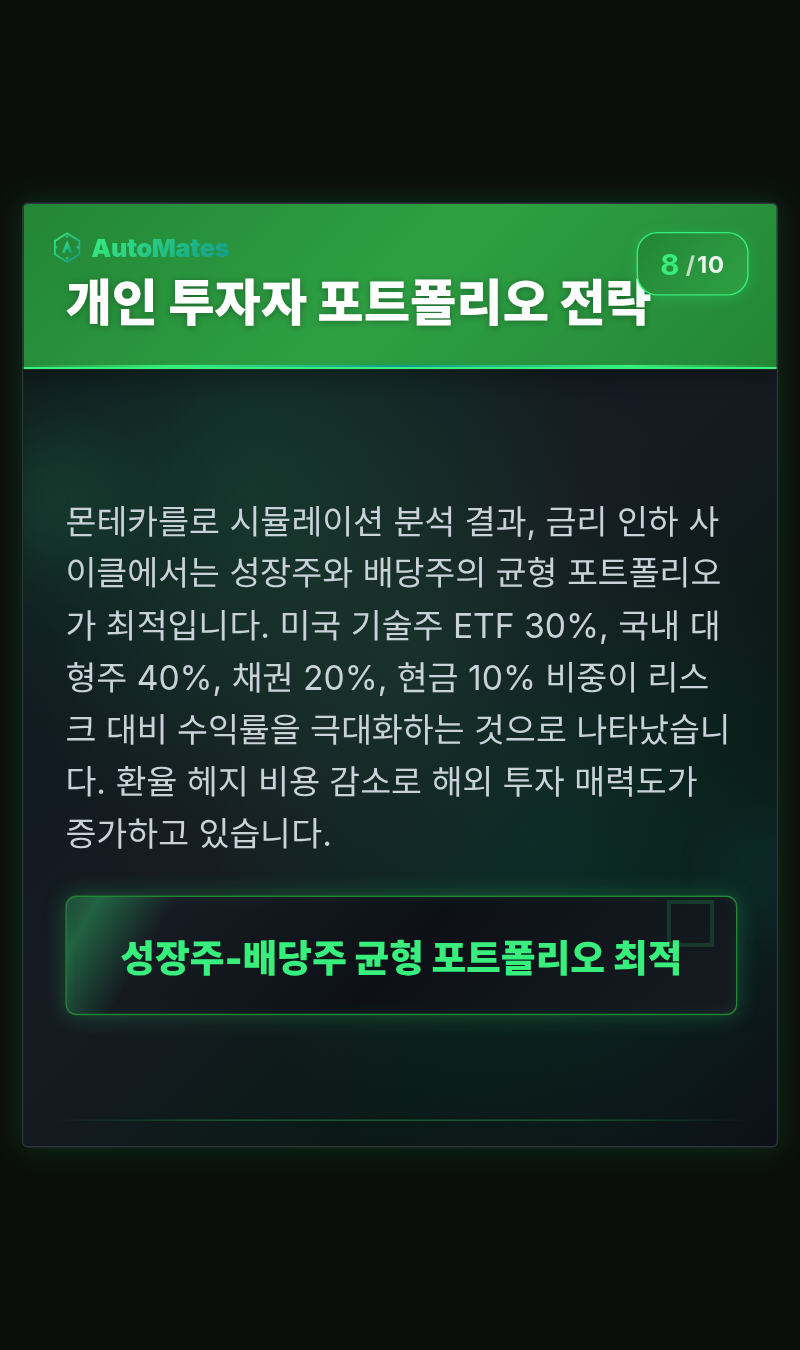 AutoMates
8 /10
개인 투자자 포트폴리오 전략
몬테카를로 시뮬레이션 분석 결과, 금리 인하 사
이클에서는 성장주와 배당주의 균형 포트폴리오
가 최적입니다. 미국 기술주 ETF 30%, 국내 대
형주 40%, 채권 20%, 현금 10% 비중이 리스
크 대비 수익률을 극대화하는 것으로 나타났습니
다. 환율 헤지 비용 감소로 해외 투자 매력도가
증가하고 있습니다.
성장주-배당주 균형 포트폴리오 최적